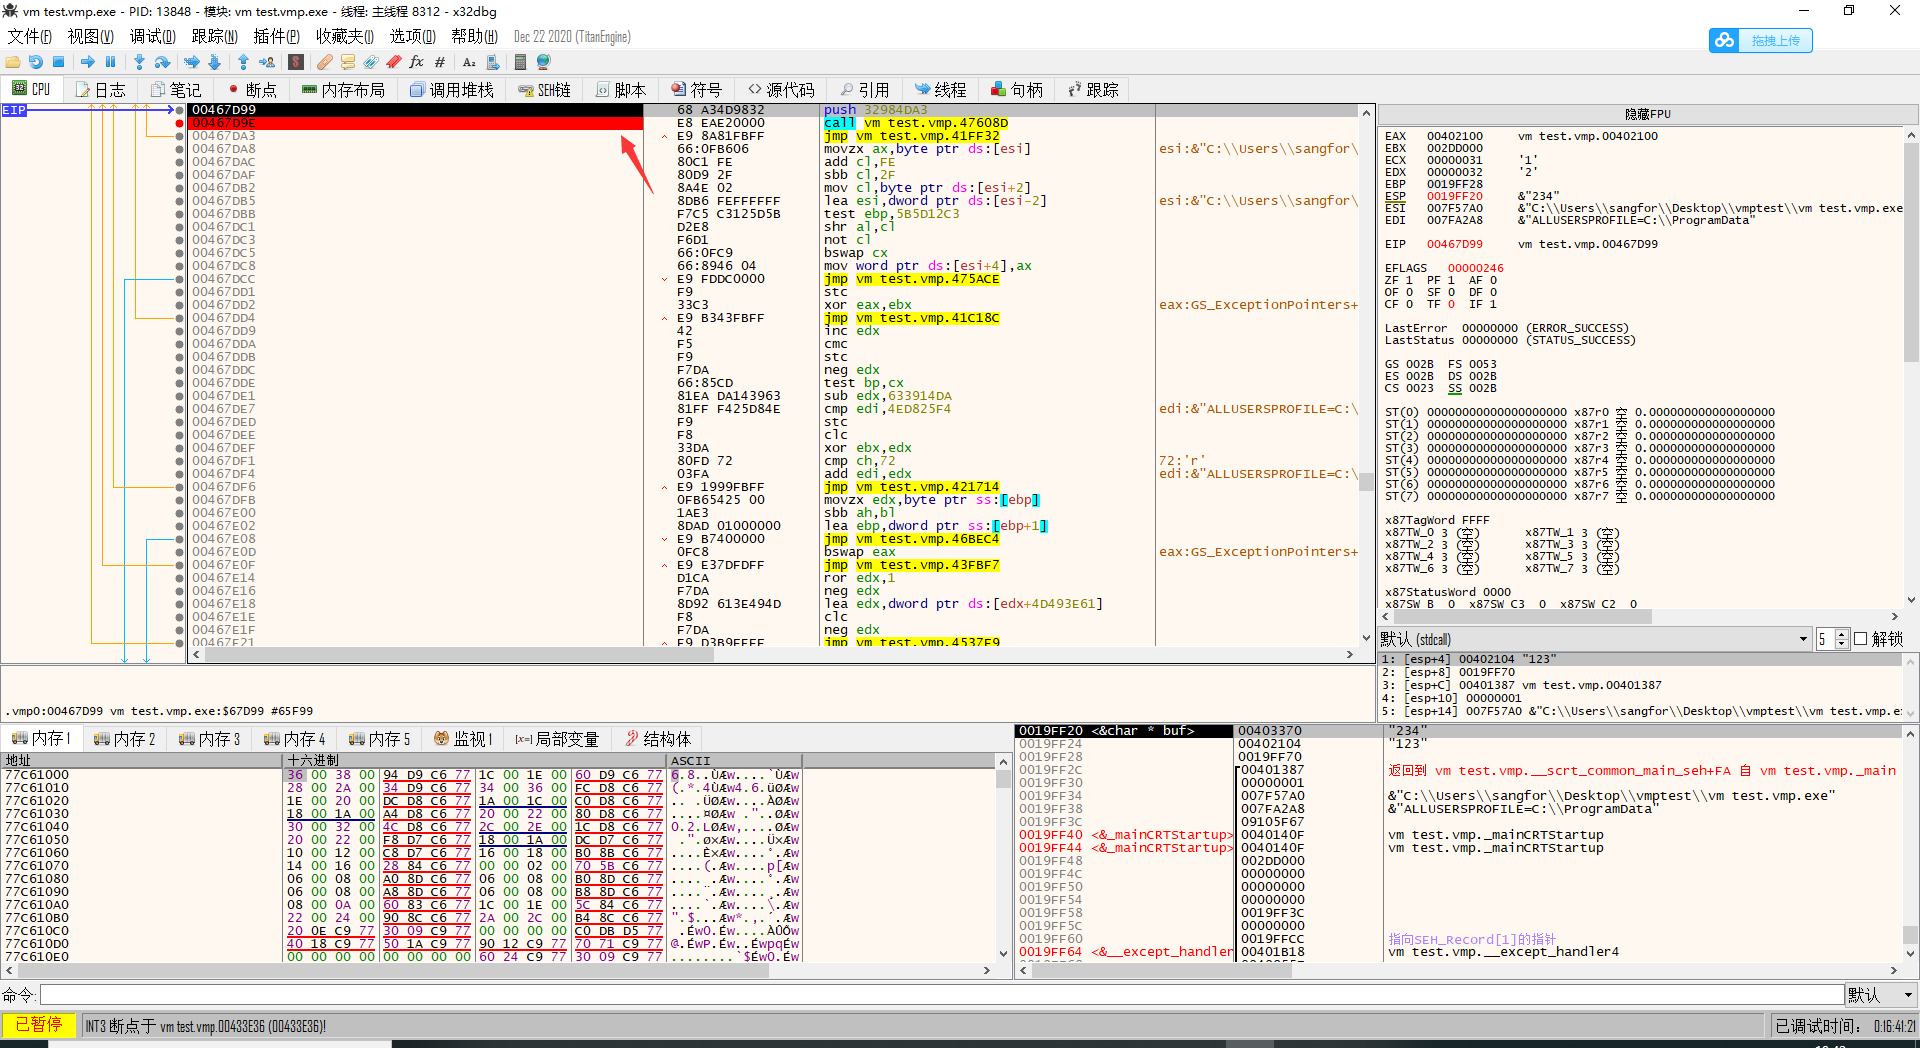 vm test.vmp.exe - PID: 13848 - 模块: vm test.vmp.exe - 线程: 主线程 8312 - x32dbg
文件(F) 视图(V) 调试(D) 跟踪(N) 插件(P) 收藏夹(I) 选项(O) 帮助(H) Dec 22 2020 (TitanEngine)
拖拽上传
CPU 日志 笔记 断点 内存布局 调用堆栈 SEH链 脚本 符号 源代码 引用 线程 句柄 跟踪
EIP
00467D99 68 A34D9832 push 32984DA3
00467D9E E8 EAE20000 call vm test.vmp.47608D
00467DA3 E9 8A81FBFF jmp vm test.vmp.41FF32
00467DA8 66:0FB606 movzx ax,byte ptr ds:[esi] esi:&"C:\\Users\\sangfor\
00467DAC 80C1 FE add cl,FE
00467DAF 80D9 2F sbb cl,2F
00467DB2 8A4E 02 mov cl,byte ptr ds:[esi+2]
00467DB5 8DB6 FEFFFFFF lea esi,dword ptr ds:[esi-2] esi:&"C:\\Users\\sangfor\
00467DBB F7C5 C3125D5B test ebp,5B5D12C3
00467DC1 D2E8 shr al,cl
00467DC3 F6D1 not cl
00467DC5 66:0FC9 bswap cx
00467DC8 66:8946 04 mov word ptr ds:[esi+4],ax
00467DCC E9 FDDC0000 jmp vm test.vmp.475ACE
00467DD1 F9 stc
00467DD2 33C3 xor eax,ebx eax:GS_ExceptionPointers+
00467DD4 E9 B343FBFF jmp vm test.vmp.41C18C
00467DD9 42 inc edx
00467DDA F5 cmc
00467DDB F9 stc
00467DDC F7DA neg edx
00467DDE 66:85CD test bp,cx
00467DE1 81EA DA143963 sub edx,633914DA
00467DE7 81FF F425D84E cmp edi,4ED825F4 edi:&"ALLUSERSPROFILE=C:\
00467DED F9 stc
00467DEE F8 clc
00467DEF 33DA xor ebx,edx
00467DF1 80FD 72 cmp ch,72 72:'r'
00467DF4 03FA add edi,edx edi:&"ALLUSERSPROFILE=C:\
00467DF6 E9 1999FBFF jmp vm test.vmp.421714
00467DFB 0FB65425 00 movzx edx,byte ptr ss:[ebp]
00467E00 1AE3 sbb ah,bl
00467E02 8DAD 01000000 lea ebp,dword ptr ss:[ebp+1]
00467E08 E9 B7400000 jmp vm test.vmp.46BEC4
00467E0D 0FC8 bswap eax eax:GS_ExceptionPointers+
00467E0F E9 E37DFDFF jmp vm test.vmp.43FBF7
00467E14 D1CA ror edx,1
00467E16 F7DA neg edx
00467E18 8D92 613E494D lea edx,dword ptr ds:[edx+4D493E61]
00467E1E F8 clc
00467E1F F7DA neg edx
00467E21 E9 D3B9FFFF jmp vm test.vmp.4537F9
.vmp0:00467D99 vm test.vmp.exe:$67D99 #65F99
隐藏FPU
EAX 00402100 vm test.vmp.00402100
EBX 002DD000
ECX 00000031 '1'
EDX 00000032 '2'
EBP 0019FF28
ESP 0019FF20 &"234"
ESI 007F57A0 &"C:\\Users\\sangfor\\Desktop\\vmptest\\vm test.vmp.exe
EDI 007FA2A8 &"ALLUSERSPROFILE=C:\\ProgramData"
EIP 00467D99 vm test.vmp.00467D99
EFLAGS 00000246
ZF 1 PF 1 AF 0
OF 0 SF 0 DF 0
CF 0 TF 0 IF 1
LastError 00000000 (ERROR_SUCCESS)
LastStatus 00000000 (STATUS_SUCCESS)
GS 002B FS 0053
ES 002B DS 002B
CS 0023 SS 002B
ST(0) 00000000000000000000 x87r0 空 0.000000000000000000
ST(1) 00000000000000000000 x87r1 空 0.000000000000000000
ST(2) 00000000000000000000 x87r2 空 0.000000000000000000
ST(3) 00000000000000000000 x87r3 空 0.000000000000000000
ST(4) 00000000000000000000 x87r4 空 0.000000000000000000
ST(5) 00000000000000000000 x87r5 空 0.000000000000000000
ST(6) 00000000000000000000 x87r6 空 0.000000000000000000
ST(7) 00000000000000000000 x87r7 空 0.000000000000000000
x87TagWord FFFF
x87TW_0 3 (空) x87TW_1 3 (空)
x87TW_2 3 (空) x87TW_3 3 (空)
x87TW_4 3 (空) x87TW_5 3 (空)
x87TW_6 3 (空) x87TW_7 3 (空)
x87StatusWord 0000
x87SW_B 0 x87SW_C3 0 x87SW_C2 0
默认 (stdcall) 5 解锁
1: [esp+4] 00402104 "123"
2: [esp+8] 0019FF70
3: [esp+C] 00401387 vm test.vmp.00401387
4: [esp+10] 00000001
5: [esp+14] 007F57A0 &"C:\\Users\\sangfor\\Desktop\\vmptest\\vm test.vmp.e
内存 1 内存 2 内存 3 内存 4 内存 5 监视 1 局部变量 结构体
地址 十六进制 ASCII
77C61000 36 00 38 00 94 D9 C6 77 1C 00 1E 00 60 D9 C6 77 6.8..ÙÆw....`ÙÆw
77C61010 28 00 2A 00 34 D9 C6 77 34 00 36 00 FC D8 C6 77 (.*.4ÙÆw4.6.üØÆw
77C61020 1E 00 20 00 DC D8 C6 77 1A 00 1C 00 C0 D8 C6 77 .. .ÜØÆw....ÀØÆw
77C61030 18 00 1A 00 A4 D8 C6 77 20 00 22 00 80 D8 C6 77 ....¤ØÆw ."..ØÆw
77C61040 30 00 32 00 4C D8 C6 77 2C 00 2E 00 1C D8 C6 77 0.2.LØÆw,....ØÆw
77C61050 20 00 22 00 F8 D7 C6 77 18 00 1A 00 DC D7 C6 77 .".ø×Æw....Ü×Æw
77C61060 10 00 12 00 C8 D7 C6 77 16 00 18 00 B0 8B C6 77 ....È×Æw....°.Æw
77C61070 14 00 16 00 28 84 C6 77 00 00 02 00 70 5B C6 77 ....(.Æw....p[Æw
77C61080 06 00 08 00 A0 8D C6 77 06 00 08 00 B0 8D C6 77 .... .Æw....°.Æw
77C61090 06 00 08 00 A8 8D C6 77 06 00 08 00 B8 8D C6 77 ....¨.Æw....¸.Æw
77C610A0 08 00 0A 00 60 83 C6 77 1C 00 1E 00 5C 84 C6 77 ....`.Æw....\.Æw
77C610B0 22 00 24 00 90 8C C6 77 2A 00 2C 00 B4 8C C6 77 ".$...Æw*.,.´.Æw
77C610C0 20 0E C9 77 30 09 C9 77 00 00 00 00 C0 DB D5 77 .Éw0.Éw....ÀÛÕw
77C610D0 40 18 C9 77 50 1A C9 77 90 12 C9 77 70 71 C9 77 @.ÉwP.Éw..ÉwpqÉw
77C610E0 00 00 00 00 00 00 00 00 60 24 C9 77 30 09 C9 77 ........`$Éw0.Éw
0019FF20 <&char * buf> 00403370 "234"
0019FF24 00402104 "123"
0019FF28 0019FF70
0019FF2C 00401387 返回到 vm test.vmp.__scrt_common_main_seh+FA 自 vm test.vmp._main
0019FF30 00000001
0019FF34 007F57A0 &"C:\\Users\\sangfor\\Desktop\\vmptest\\vm test.vmp.exe"
0019FF38 007FA2A8 &"ALLUSERSPROFILE=C:\\ProgramData"
0019FF3C 09105F67
0019FF40 <&_mainCRTStartup> 0040140F vm test.vmp._mainCRTStartup
0019FF44 <&_mainCRTStartup> 0040140F vm test.vmp._mainCRTStartup
0019FF48 002DD000
0019FF4C 00000000
0019FF50 00000000
0019FF54 00000000
0019FF58 0019FF3C
0019FF5C 00000000
0019FF60 0019FFCC 指向SEH_Record[1]的指针
0019FF64 <&__except_handler 00401B18 vm test.vmp.__except_handler4
命令: 默认
已暂停 INT3 断点于 vm test.vmp.00433E36 (00433E36)! 已调试时间: 0:16:41:21